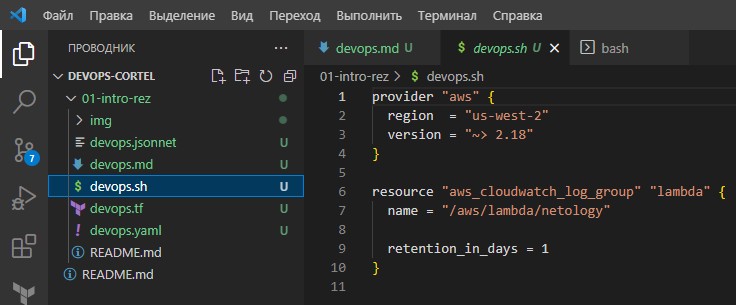 Файл Правка Выделение Вид Переход Выполнить Терминал Справка
ПРОВОДНИК ...
DEVOPS-CORTEL
01-intro-rez
img
devops.jsonnet U
devops.md U
$ devops.sh U
devops.tf U
! devops.yaml U
README.md
README.md
7
devops.md U $ devops.sh U bash
01-intro-rez > $ devops.sh
1 provider "aws" {
2 region = "us-west-2"
3 version = "~> 2.18"
4 }
5
6 resource "aws_cloudwatch_log_group" "lambda" {
7 name = "/aws/lambda/netology"
8
9 retention_in_days = 1
10 }
11